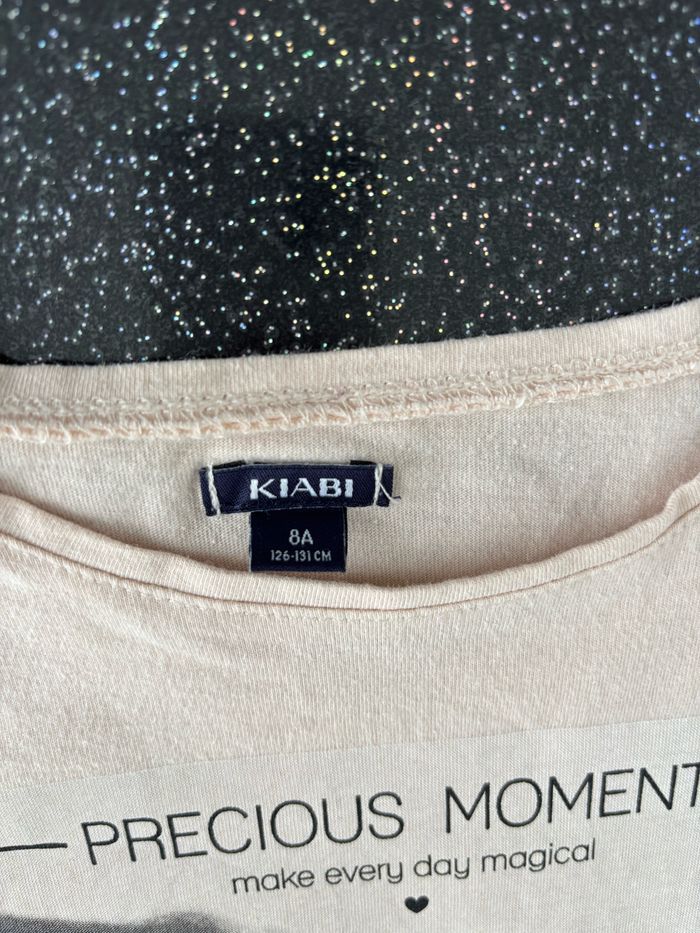 KIABI
8A
126-131 CM
PRECIOUS MOMENT
make every day magical